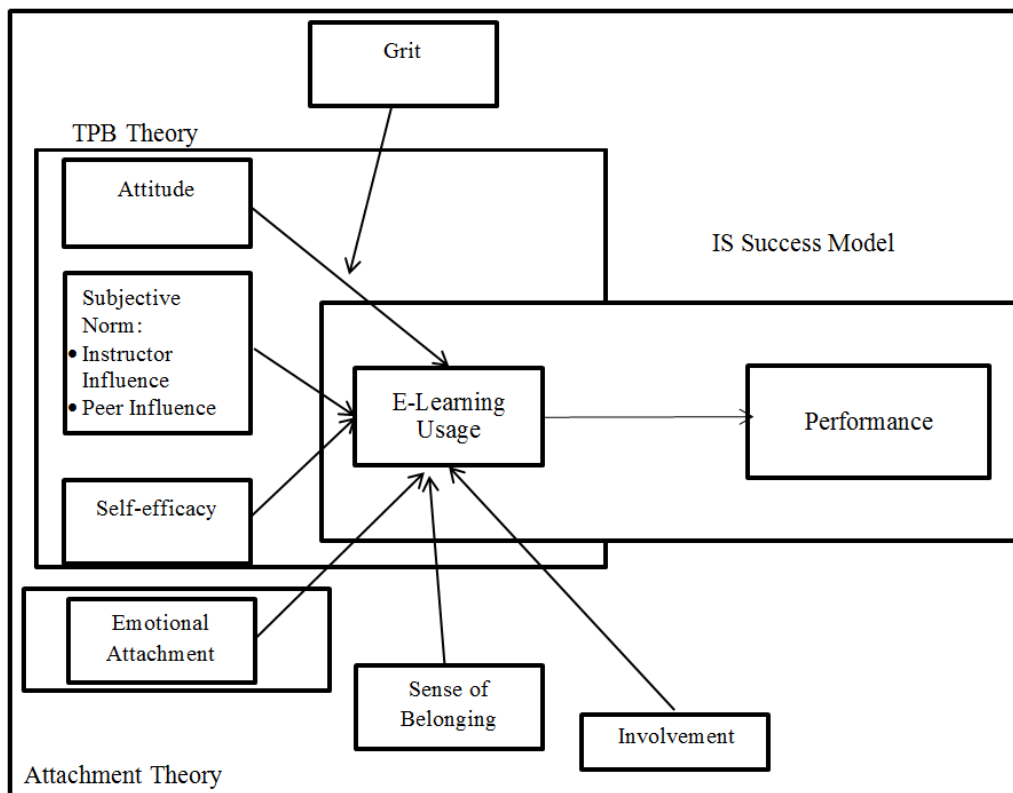 Grit
TPB Theory
Attitude
IS Success Model
Subjective
Norm:
• Instructor
Influence
• Peer Influence
E-Learning
Usage
Performance
Self-efficacy
Emotional
Attachment
Sense of
Belonging
Involvement
Attachment Theory